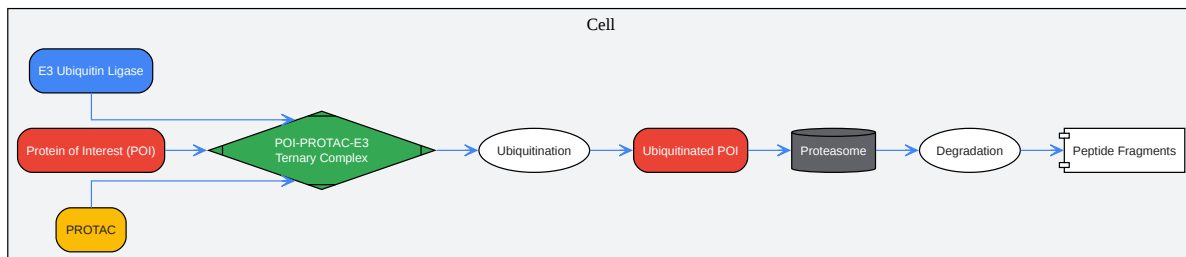 Cell
E3 Ubiquitin Ligase
Protein of Interest (POI)
PROTAC
POI-PROTAC-E3
Ternary Complex
Ubiquitination
Ubiquitinated POI
Proteasome
Degradation
Peptide Fragments